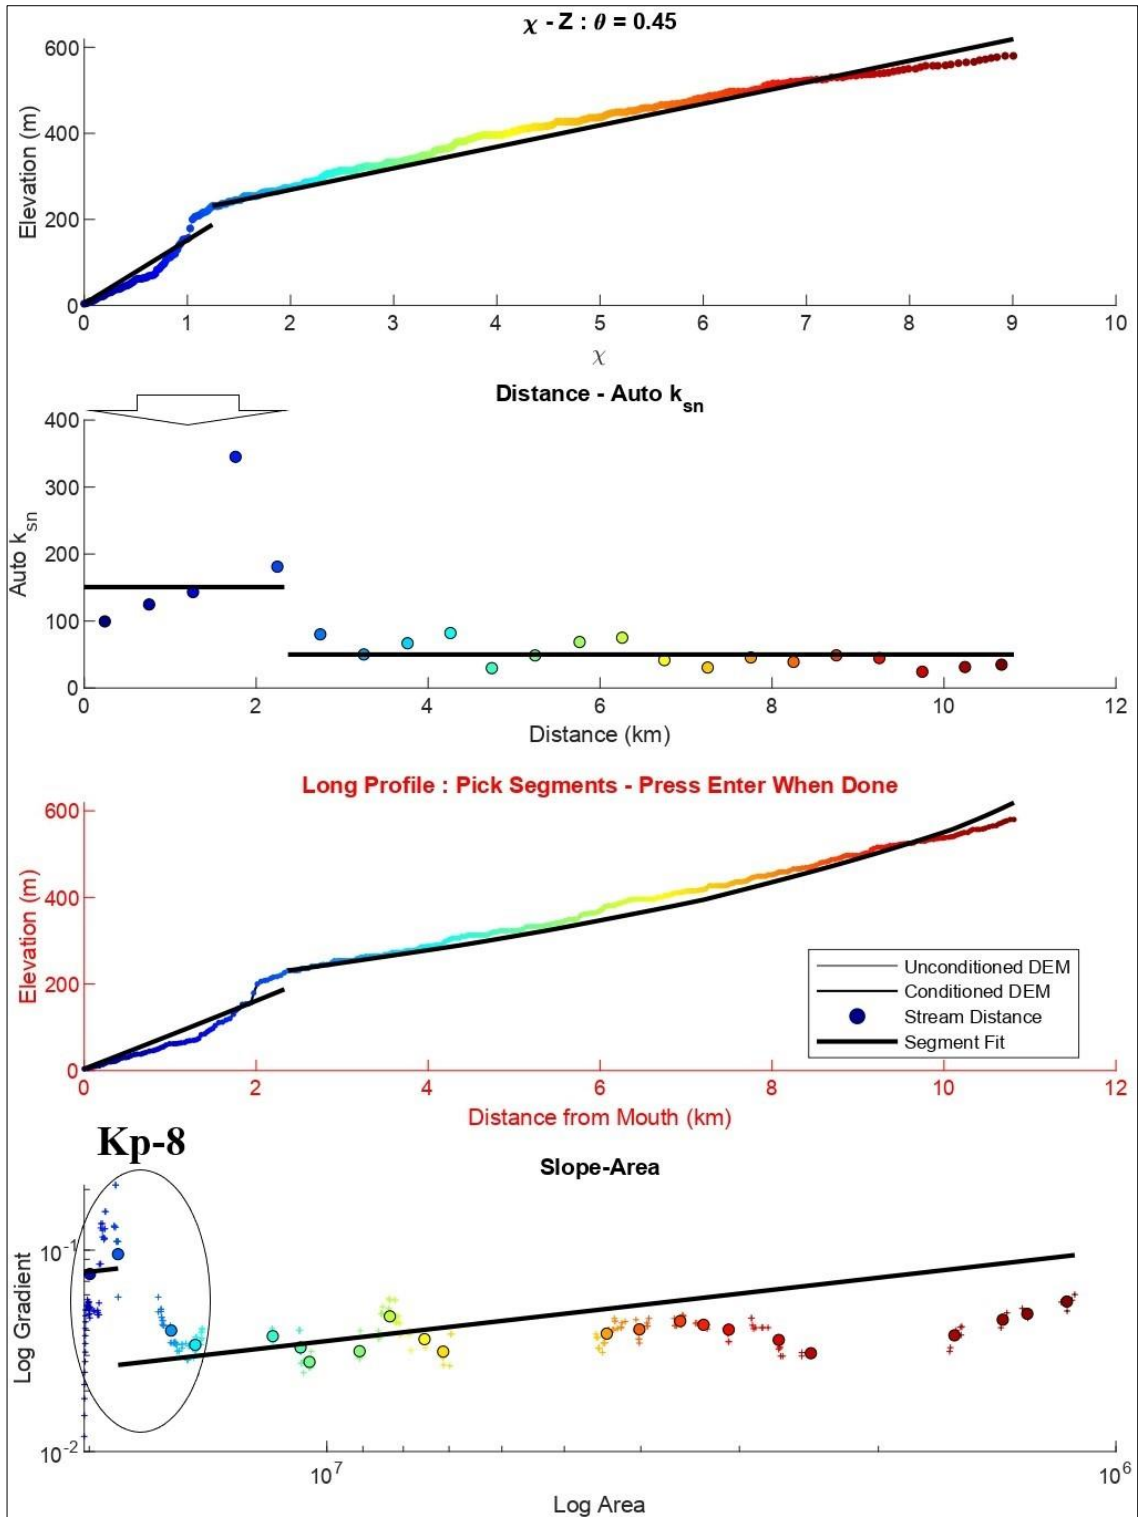 χ - Z : θ = 0.45
600
400
200
0
Elevation (m)
0 1 2 3 4 5 6 7 8 9 10
χ
Distance - Auto ksn
400
300
200
100
0
Auto ksn
0 2 4 6 8 10 12
Distance (km)
Long Profile : Pick Segments - Press Enter When Done
600
400
200
0
Elevation (m)
Unconditioned DEM
Conditioned DEM
Stream Distance
Segment Fit
0 2 4 6 8 10 12
Distance from Mouth (km)
Kp-8
Slope-Area
10-1
10-2
Log Gradient
107 106
Log Area